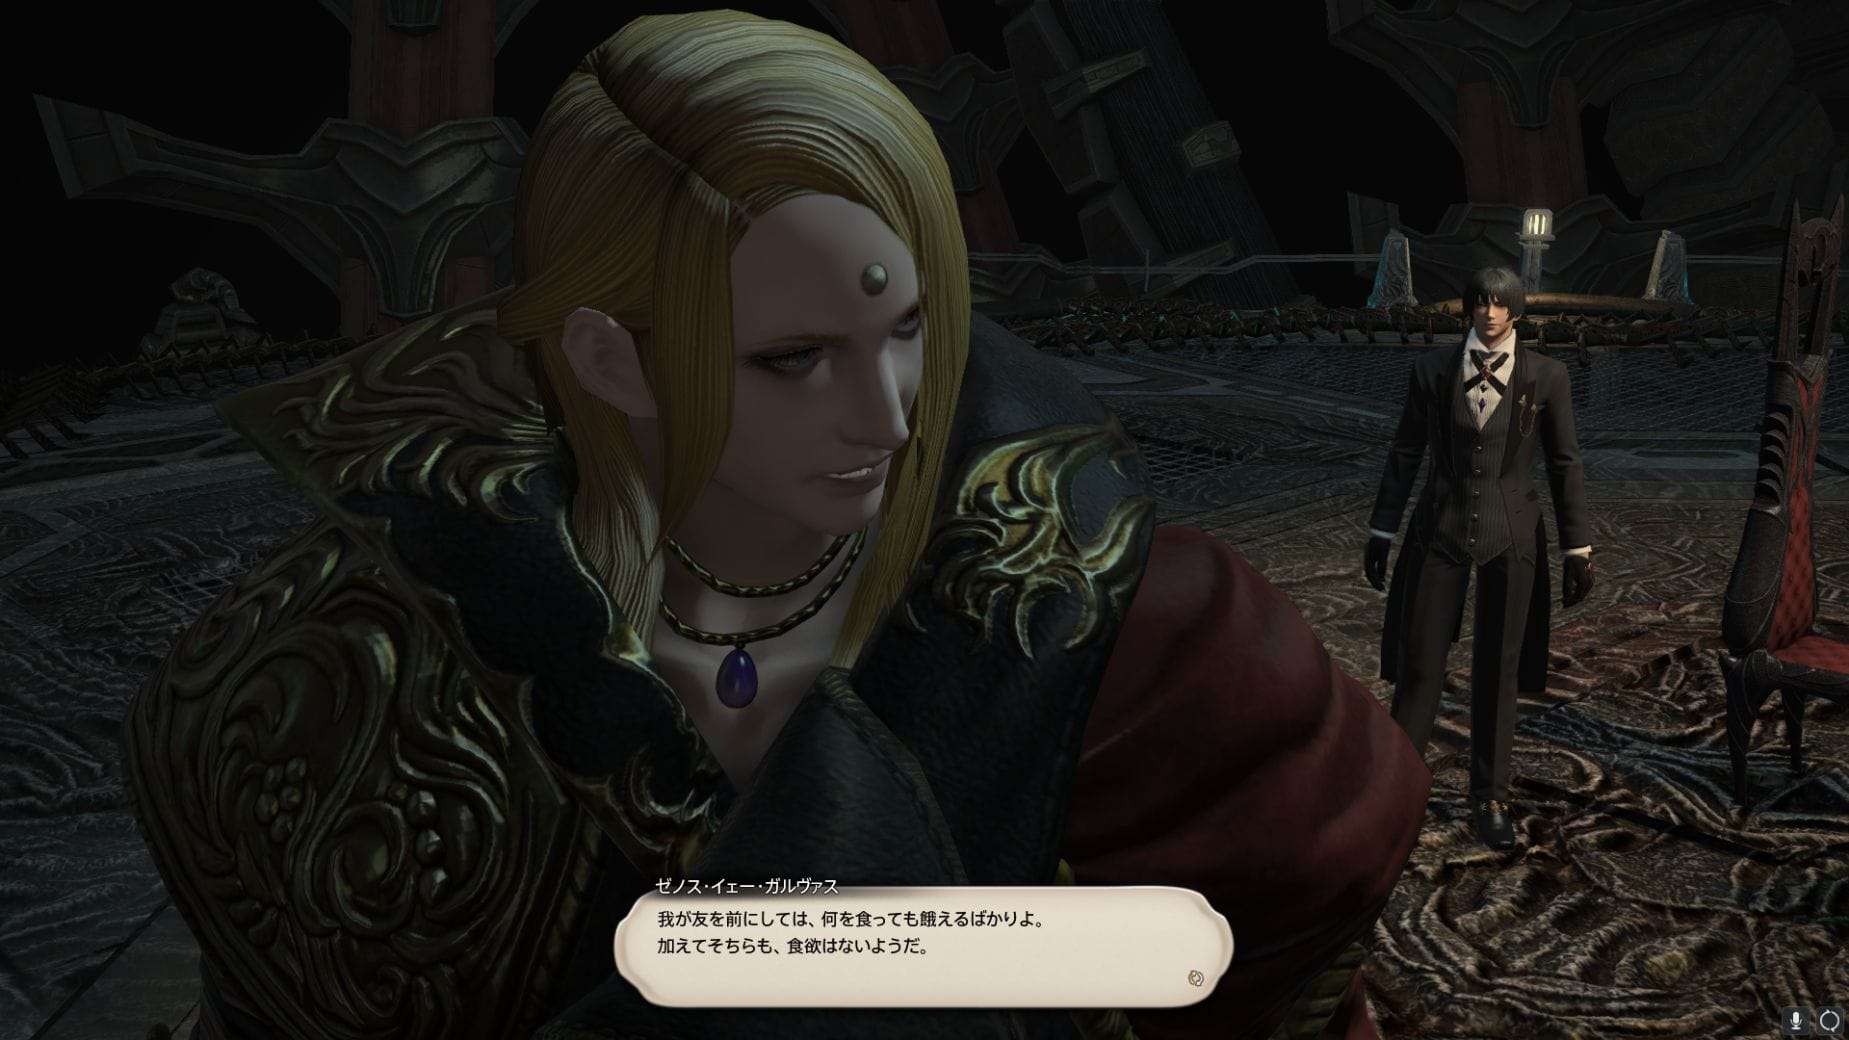 ゼノス・イェー・ガルヴァス
我が友を前にしては、何を食っても餓えるばかりよ。
加えてそちらも、食欲はないようだ。